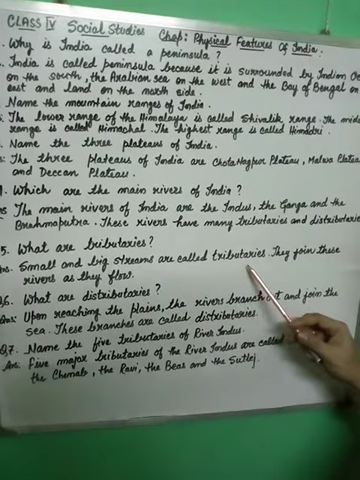 CLASS IV Social Studies Chap: Physical Features Of India.
. Why is India called a peninsula?
India is called peninsula because it is surrounded by Indian
on the south, the Arabian sea on the west and the Bay of Bengal on
east and land on the north side.
. Name the mountain ranges of India.
The lower range of the Himalaya is called Shivalik range. The
range is called Himachal. The highest range is called Himadri.
Name the three plateaus of India.
The three plateaus of India are Chota Nagpur Plateau, Malwa Plateau
and Deccan Plateau.
Which are the main rivers of India?
The main rivers of India are the Indus, the Ganga and the
Brahmaputra. These rivers have many tributaries and
5. What are tributaries?
Ans. Small and big streams are called tributaries. They join these
rivers as they flow.
Q6. What are distributaries?
Ans: Upon reaching the plains, the rivers branch and join the
sea. These branches are called distributaries.
Q7. Name the five tributaries of River Indus.
Ans: Five major tributaries of the River Indus are called
the Chenab, the Ravi, the Beas and the Sutlej.